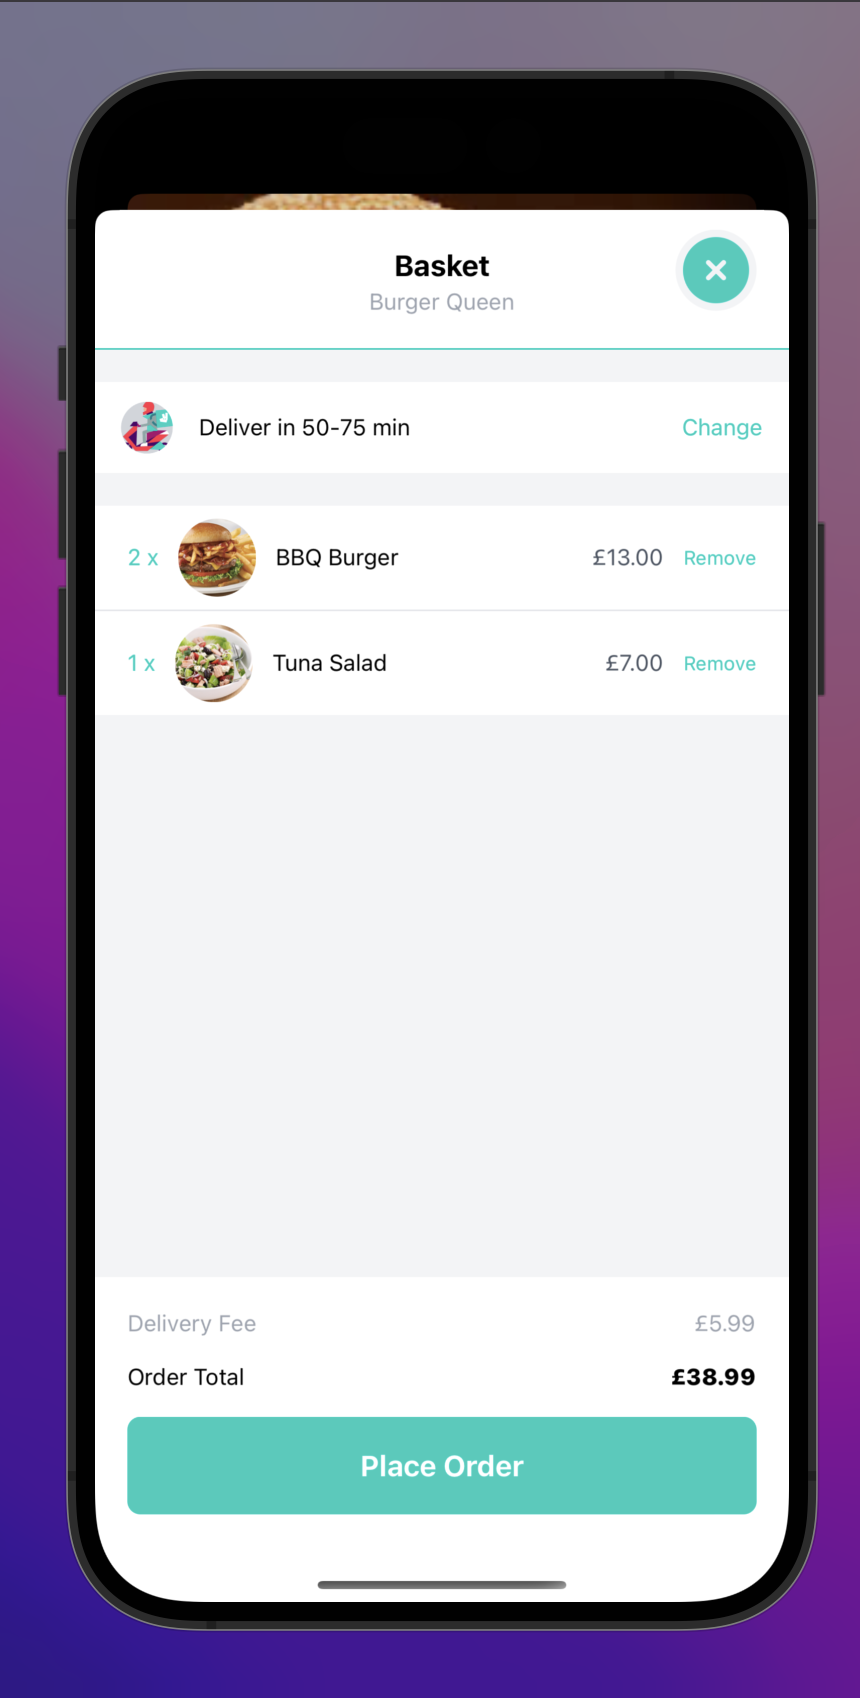 Basket
Burger Queen
Deliver in 50-75 min Change
2 x BBQ Burger £13.00 Remove
1 x Tuna Salad £7.00 Remove
Delivery Fee £5.99
Order Total £38.99
Place Order